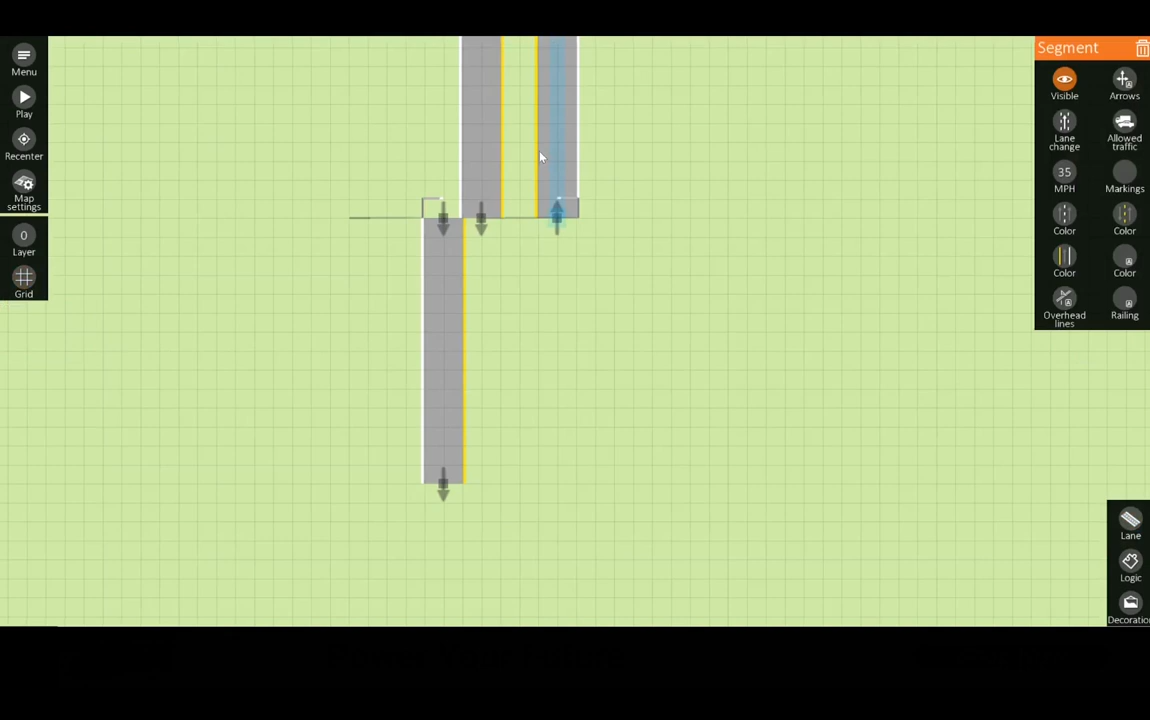 Menu
Play
Recenter
Map
settings
0
Layer
Grid
Segment
Visible
A
Arrows
Lane
change
Allowed
traffic
35
MPH
Markings
Color
Color
Color
A
Color
A
Overhead
lines
A
Railing
Lane
Logic
Decoratio